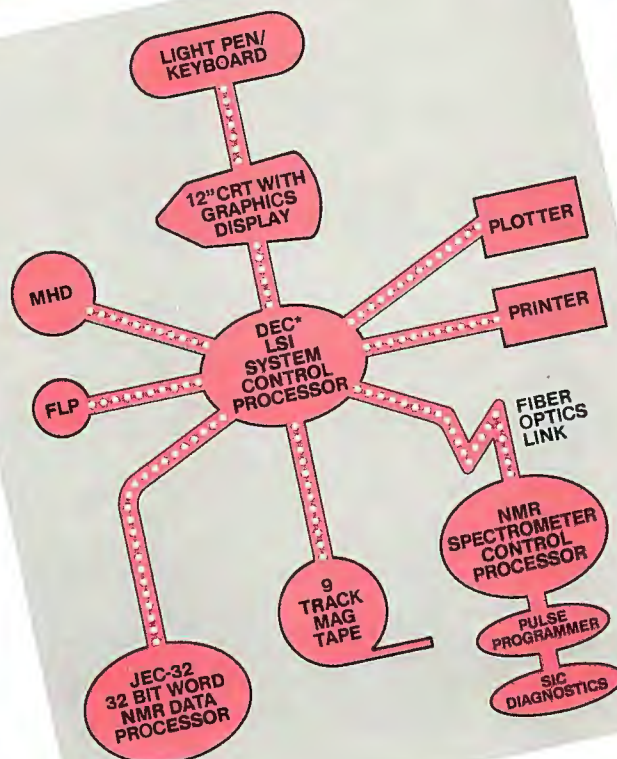 LIGHT PEN/
KEYBOARD
12" CRT WITH
GRAPHICS
DISPLAY
PLOTTER
MHD
PRINTER
DEC*
LSI
SYSTEM
CONTROL
PROCESSOR
FLP
FIBER
OPTICS
LINK
NMR
SPECTROMETER
CONTROL
PROCESSOR
9
TRACK
MAG
TAPE
PULSE
PROGRAMMER
JEC-32
32 BIT WORD
NMR DATA
PROCESSOR
SIC
DIAGNOSTICS